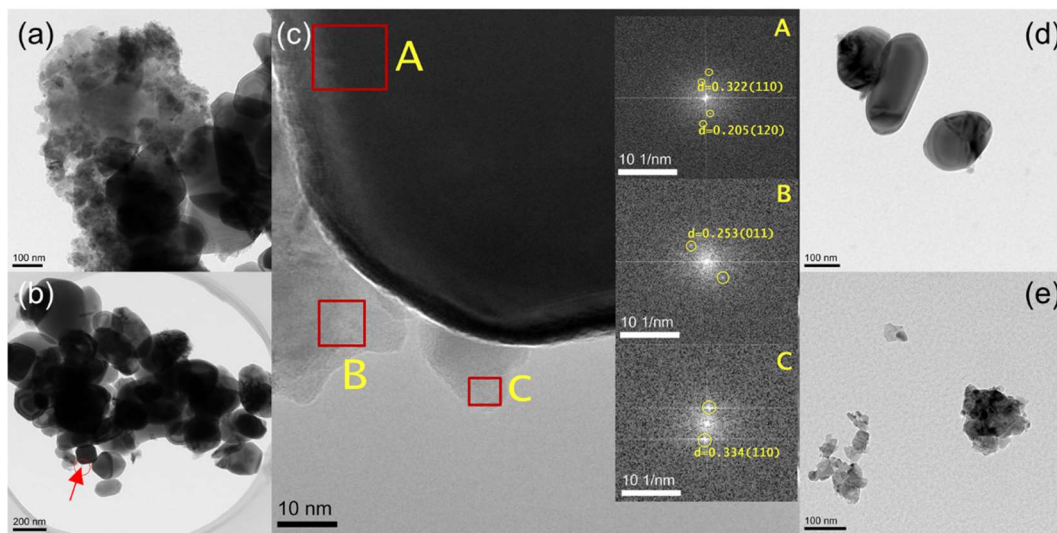 (a)
100 nm
(b)
200 nm
(c)
A
B
C
10 nm
A
d=0.322(110)
d=0.205(120)
10 1/nm
B
d=0.253(011)
10 1/nm
C
d=0.334(110)
10 1/nm
(d)
100 nm
(e)
100 nm